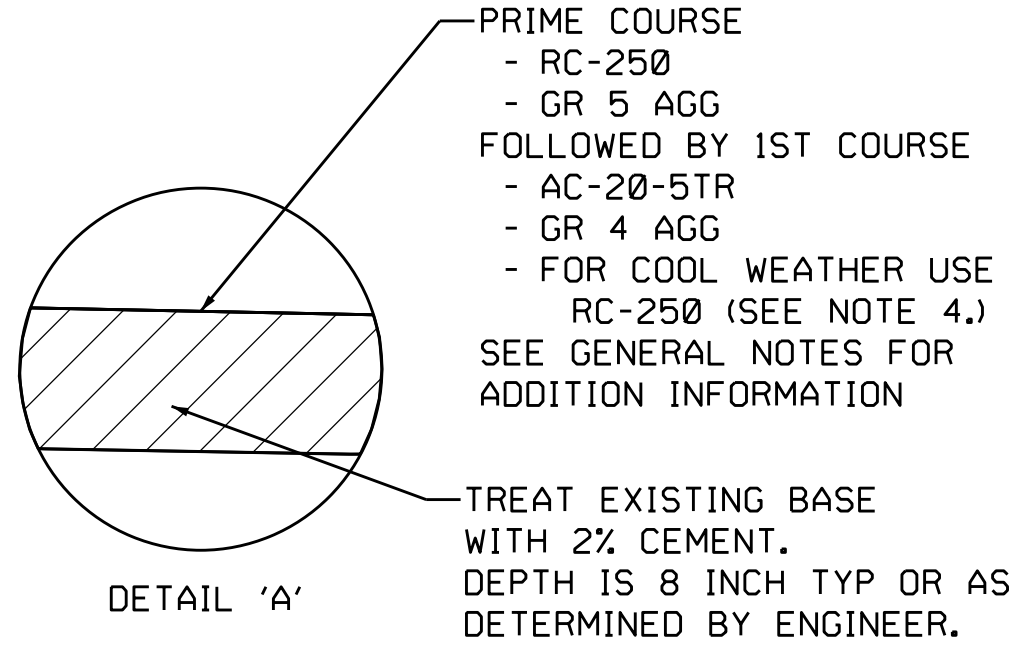 PRIME COURSE
- RC-250
- GR 5 AGG
FOLLOWED BY 1ST COURSE
- AC-20-5TR
- GR 4 AGG
- FOR COOL WEATHER USE
RC-250 (SEE NOTE 4.)
SEE GENERAL NOTES FOR
ADDITION INFORMATION
TREAT EXISTING BASE
WITH 2% CEMENT.
DEPTH IS 8 INCH TYP OR AS
DETERMINED BY ENGINEER.
DETAIL 'A'